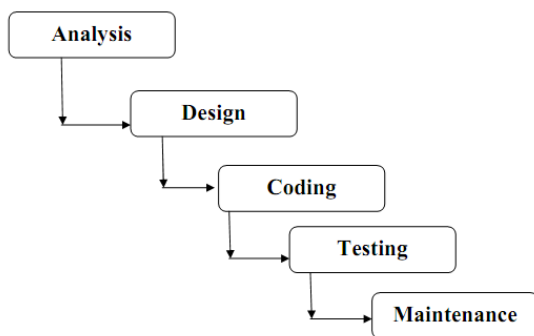 Analysis
Design
Coding
Testing
Maintenance